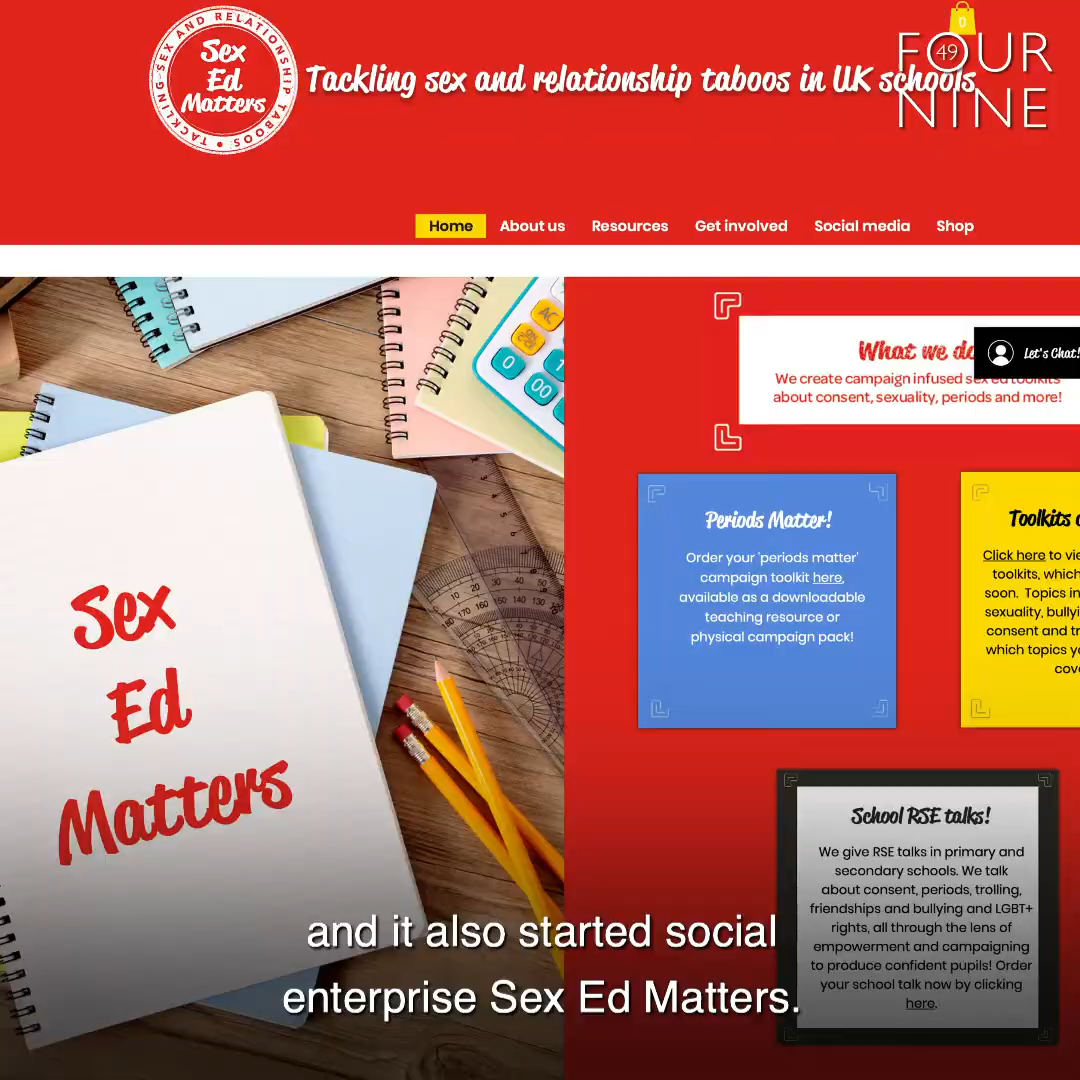 SEX AND RELATIONSHIP TABOOS • TACKLING
Sex
Ed
Matters
Tackling sex and relationship taboos in UK schools
0
49
FOUR
NINE
Home About us Resources Get involved Social media Shop
What we do
Let's Chat!
We create campaign infused sex ed toolkits
about consent, sexuality, periods and more!
AC
0
00
Periods Matter!
Order your 'periods matter'
campaign toolkit here,
available as a downloadable
teaching resource or
physical campaign pack!
Toolkits
Click here to
toolkits, which
soon. Topics
sexuality,
consent and
which topics
Sex
Ed
Matters
School RSE talks!
We give RSE talks in primary and
secondary schools. We talk
about consent, periods, trolling,
friendships and bullying and LGBT+
rights, all through the lens of
empowerment and campaigning
to produce confident pupils! Order
your school talk now by clicking
here.
and it also started social
enterprise Sex Ed Matters.